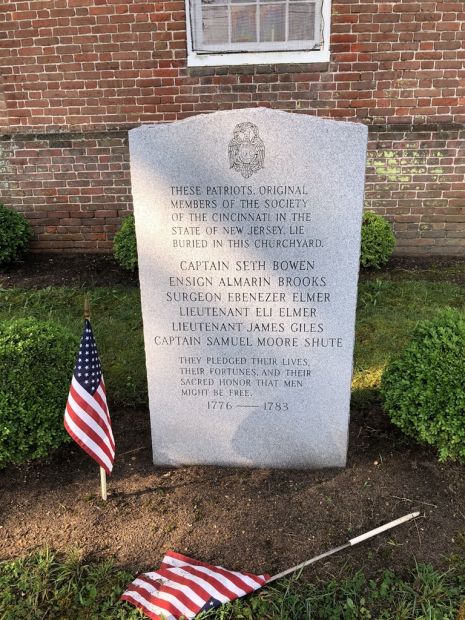 THESE PATRIOTS, ORIGINAL
MEMBERS OF THE SOCIETY
OF THE CINCINNATI IN THE
STATE OF NEW JERSEY, LIE
BURIED IN THIS CHURCHYARD.
CAPTAIN SETH BOWEN
ENSIGN ALMARIN BROOKS
SURGEON EBENEZER ELMER
LIEUTENANT ELI ELMER
LIEUTENANT JAMES GILES
CAPTAIN SAMUEL MOORE SHUTE
THEY PLEDGED THEIR LIVES,
THEIR FORTUNES, AND THEIR
SACRED HONOR THAT MEN
MIGHT BE FREE.
1776 — 1783